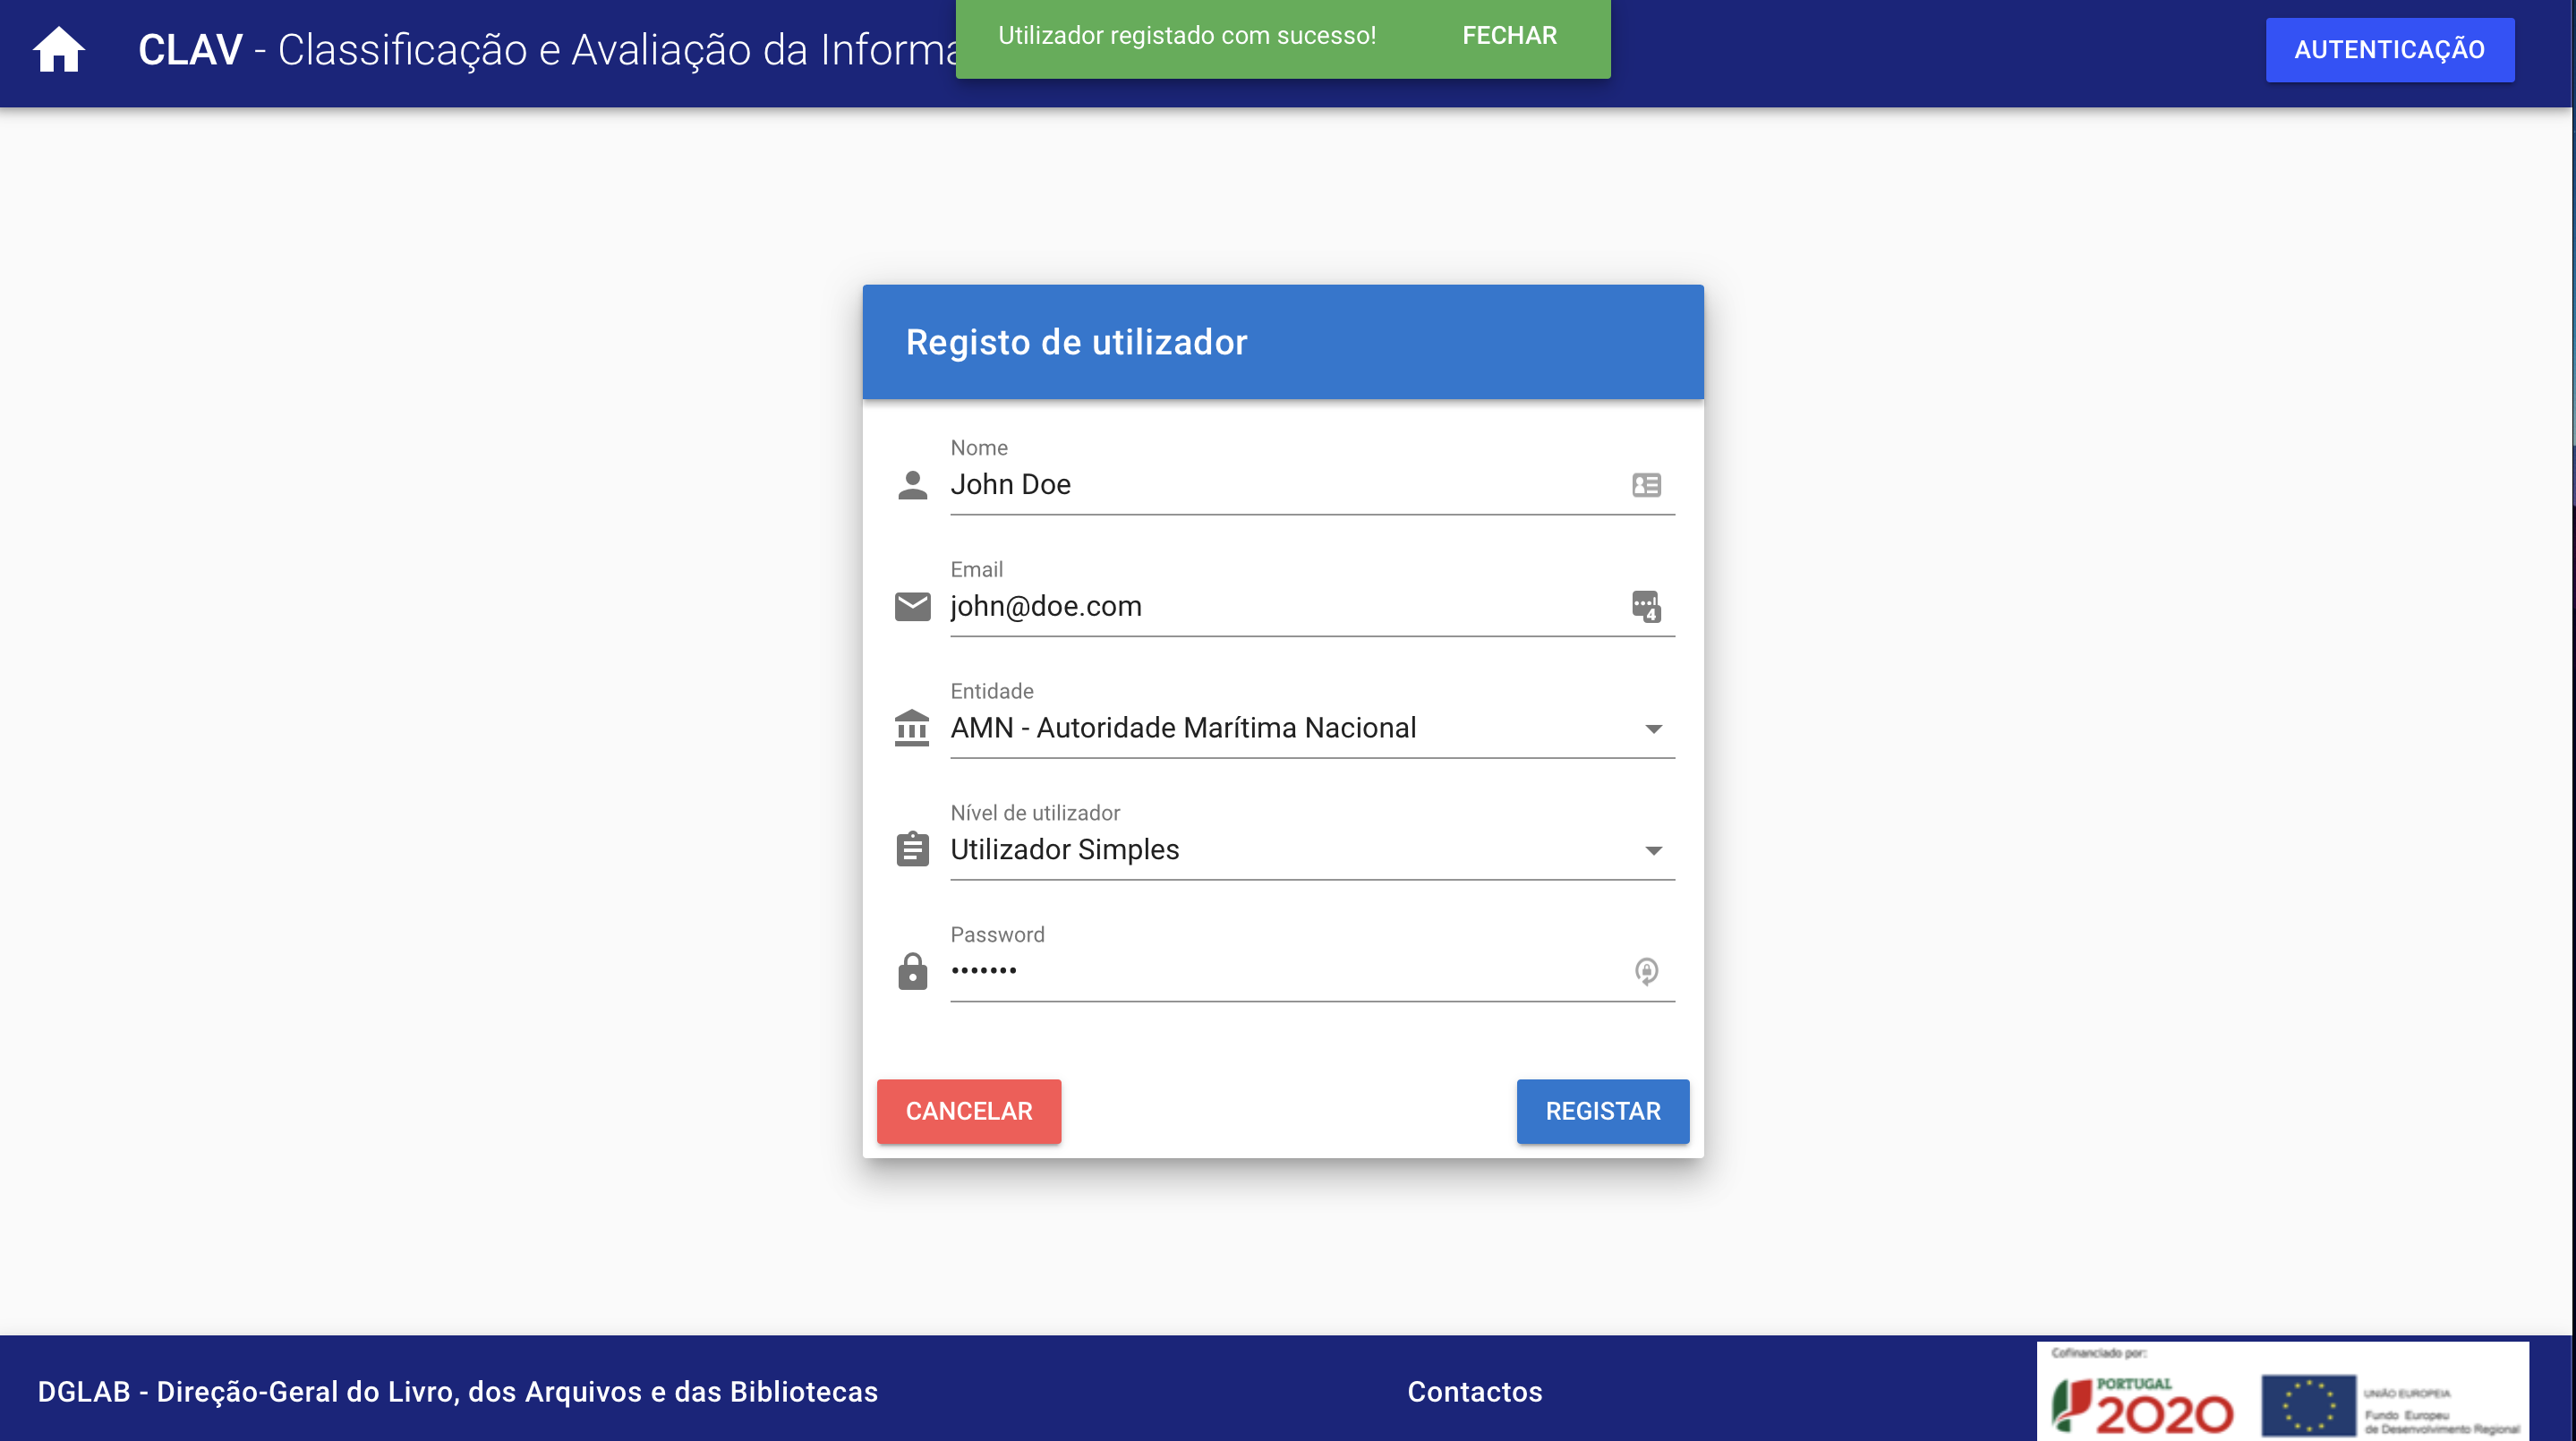 CLAV - Classificação e Avaliação da Informa
Utilizador registado com sucesso!
FECHAR
AUTENTICAÇÃO
Registo de utilizador
Nome
John Doe
Email
john@doe.com
4
Entidade
AMN - Autoridade Marítima Nacional
Nível de utilizador
Utilizador Simples
Password
•••••••
CANCELAR
REGISTAR
DGLAB - Direção-Geral do Livro, dos Arquivos e das Bibliotecas
Contactos
Cofinanciado por:
PORTUGAL
2020
UNIÃO EUROPEIA
Fundo Europeu
de Desenvolvimento Regional